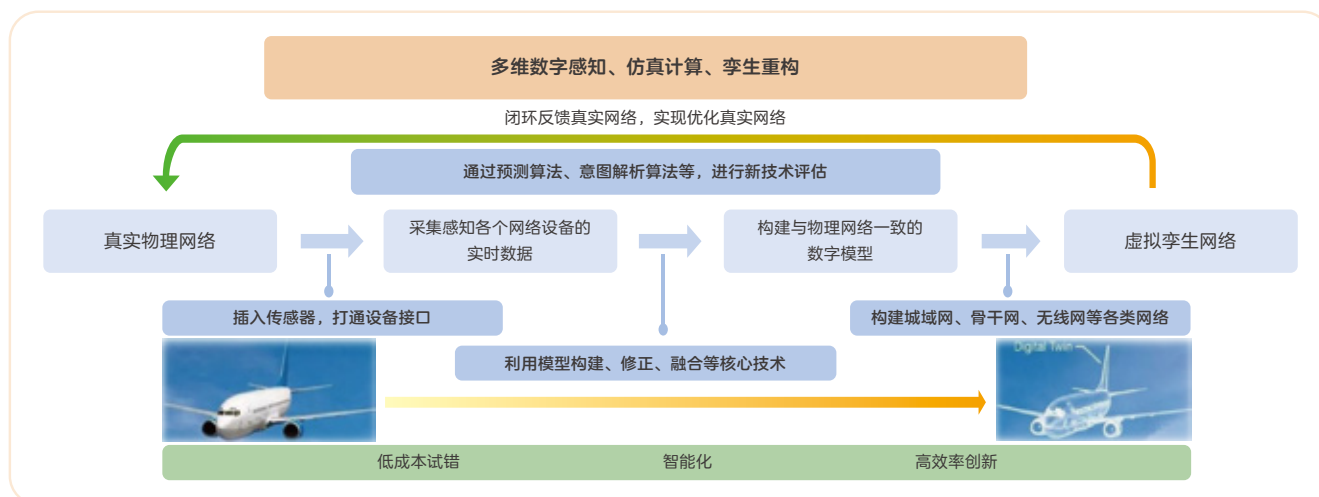 多维数字感知、仿真计算、孪生重构
闭环反馈真实网络，实现优化真实网络
通过预测算法、意图解析算法等，进行新技术评估
真实物理网络
采集感知各个网络设备的
实时数据
构建与物理网络一致的
数字模型
虚拟孪生网络
插入传感器，打通设备接口
构建城域网、骨干网、无线网等各类网络
Digital Twin
利用模型构建、修正、融合等核心技术
低成本试错
智能化
高效率创新